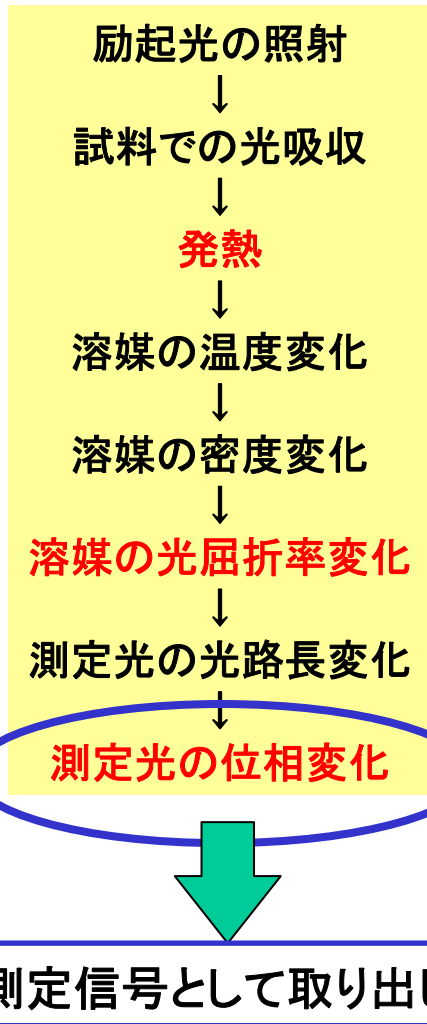 励起光の照射
↓
試料での光吸収
↓
発熱
↓
溶媒の温度変化
↓
溶媒の密度変化
↓
溶媒の光屈折率変化
↓
測定光の光路長変化
↓
測定光の位相変化
測定信号として取り出し